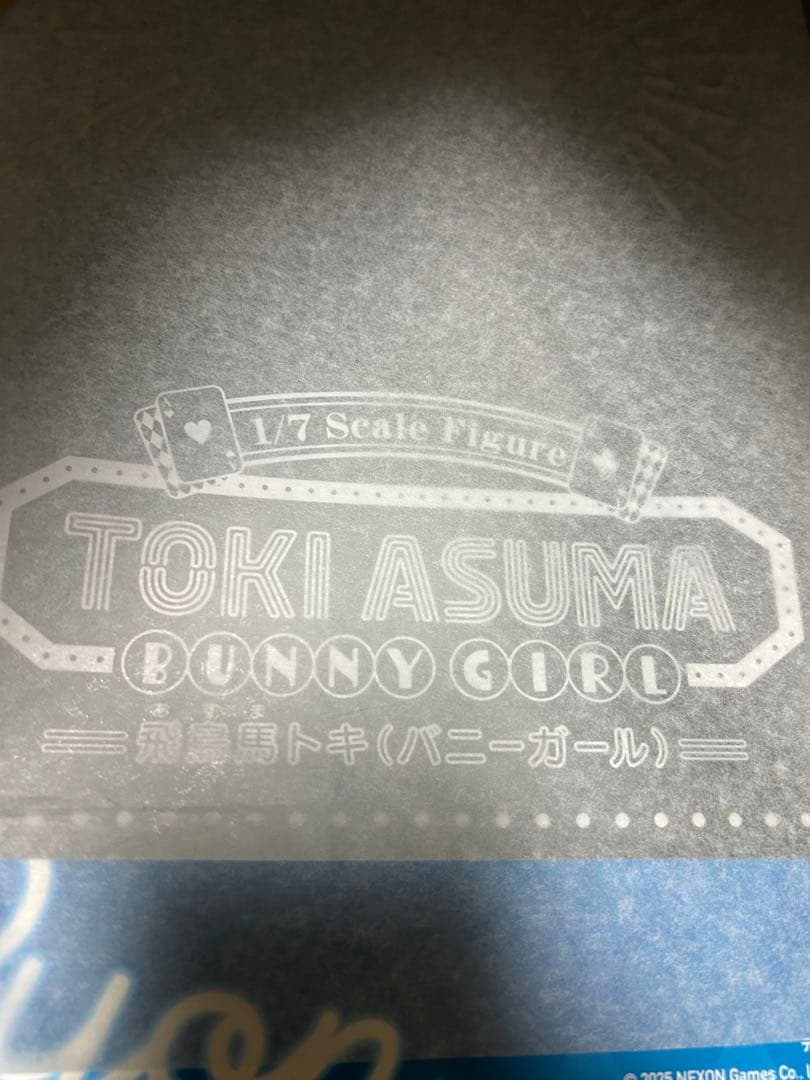 1/7 Scale Figure
TOKI ASUMA
BUNNY GIRL
あすま
飛鳥馬トキ(バニーガール)
© 2025 NEXON Games Co.,